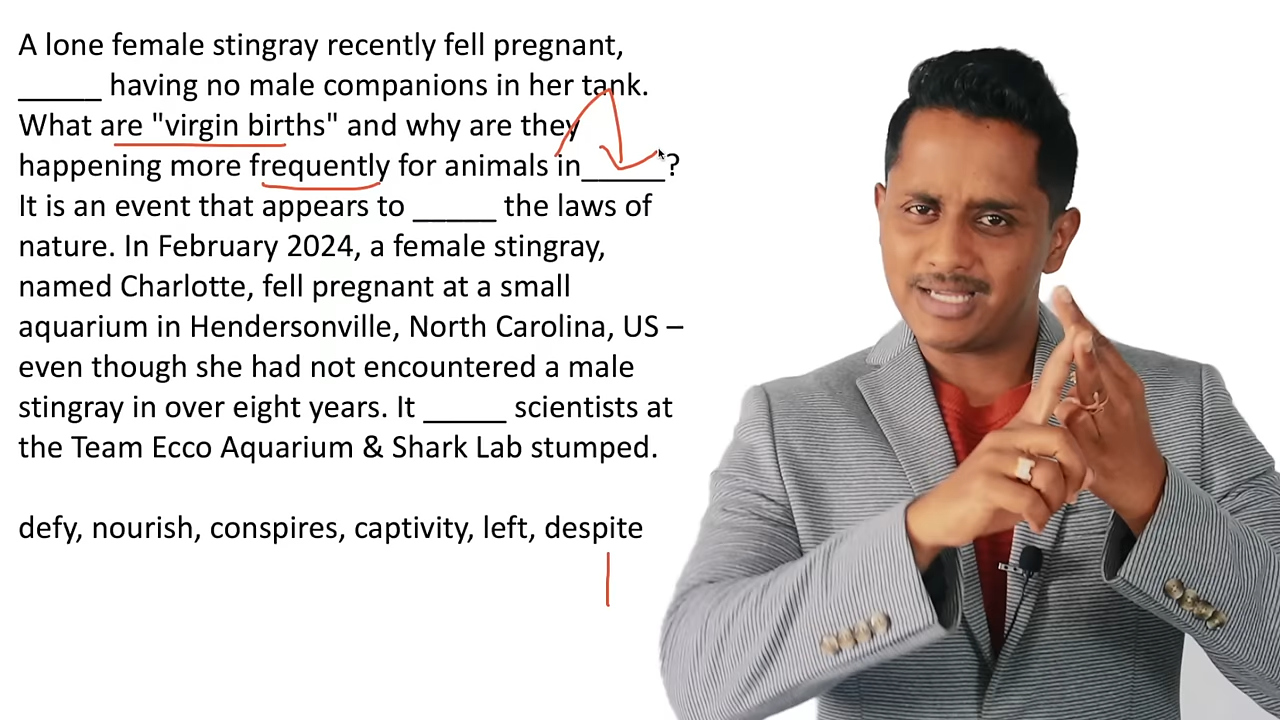 A lone female stingray recently fell pregnant,
_____ having no male companions in her tank.
What are "virgin births" and why are they
happening more frequently for animals in_____?
It is an event that appears to _____ the laws of
nature. In February 2024, a female stingray,
named Charlotte, fell pregnant at a small
aquarium in Hendersonville, North Carolina, US –
even though she had not encountered a male
stingray in over eight years. It _____ scientists at
the Team Ecco Aquarium & Shark Lab stumped.
defy, nourish, conspires, captivity, left, despite